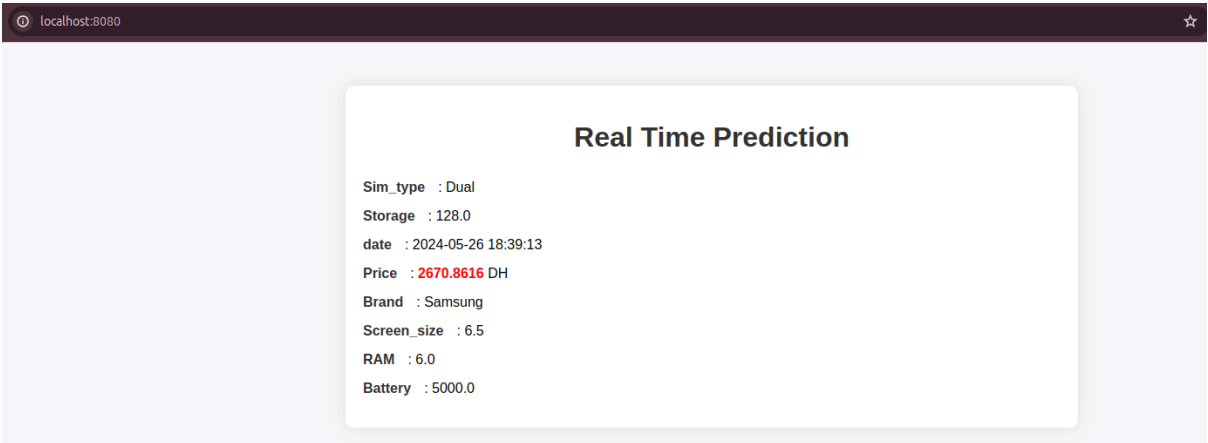 localhost:8080
Real Time Prediction
Sim_type : Dual
Storage : 128.0
date : 2024-05-26 18:39:13
Price : 2670.8616 DH
Brand : Samsung
Screen_size : 6.5
RAM : 6.0
Battery : 5000.0